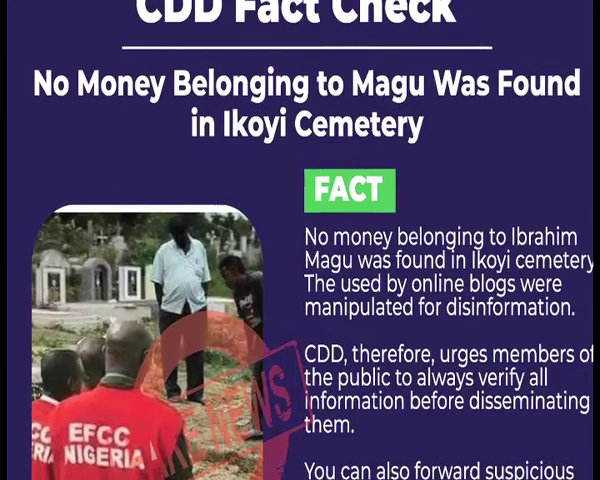 CDD Fact Check
No Money Belonging to Magu Was Found
in Ikoyi Cemetery
FACT
No money belonging to Ibrahim
Magu was found in Ikoyi cemetery
The used by online blogs were
manipulated for disinformation.
CDD, therefore, urges members of
the public to always verify all
information before disseminating
them.
You can also forward suspicious
EFCC
NIGERIA
NEWS